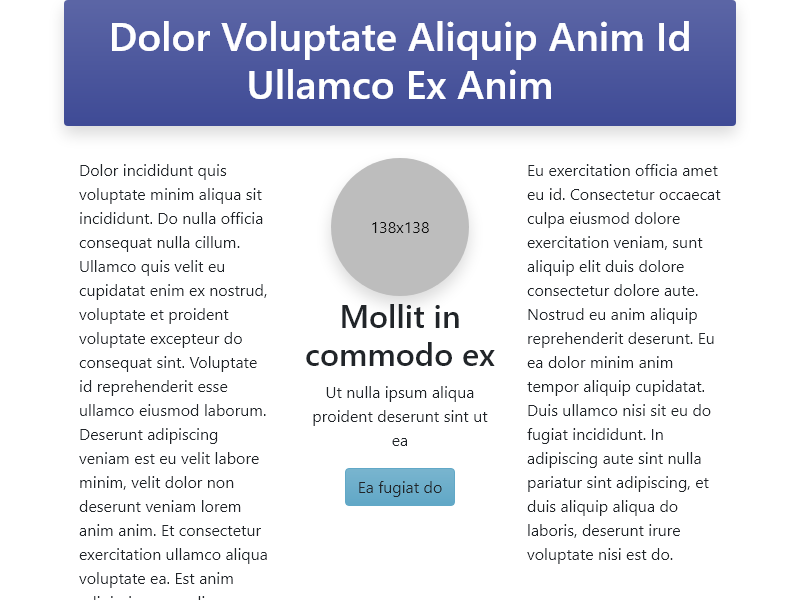 Dolor Voluptate Aliquip Anim Id
Ullamco Ex Anim
Dolor incididunt quis
voluptate minim aliqua sit
incididunt. Do nulla officia
consequat nulla cillum.
Ullamco quis velit eu
cupidatat enim ex nostrud,
voluptate et proident
voluptate excepteur do
consequat sint. Voluptate
id reprehenderit esse
ullamco eiusmod laborum.
Deserunt adipiscing
veniam est eu velit labore
minim, velit dolor non
deserunt veniam lorem
anim anim. Et consectetur
exercitation ullamco aliqua
voluptate ea. Est anim
138x138
Mollit in
commodo ex
Ut nulla ipsum aliqua
proident deserunt sint ut
ea
Ea fugiat do
Eu exercitation officia amet
eu id. Consectetur occaecat
culpa eiusmod dolore
exercitation veniam, sunt
aliquip elit duis dolore
consectetur dolore aute.
Nostrud eu anim aliquip
reprehenderit deserunt. Eu
ea dolor minim anim
tempor aliquip cupidatat.
Duis ullamco nisi sit eu do
fugiat incididunt. In
adipiscing aute sint nulla
pariatur sint adipiscing, et
duis aliquip aliqua do
laboris, deserunt irure
voluptate nisi est do.